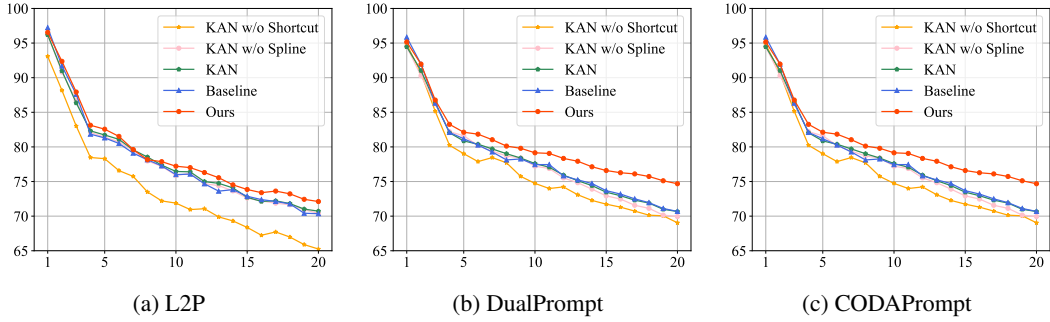 100
95
90
85
80
75
70
65
1 5 10 15 20
KAN w/o Shortcut
KAN w/o Spline
KAN
Baseline
Ours
(a) L2P
100
95
90
85
80
75
70
65
1 5 10 15 20
KAN w/o Shortcut
KAN w/o Spline
KAN
Baseline
Ours
(b) DualPrompt
100
95
90
85
80
75
70
65
1 5 10 15 20
KAN w/o Shortcut
KAN w/o Spline
KAN
Baseline
Ours
(c) CODAPrompt